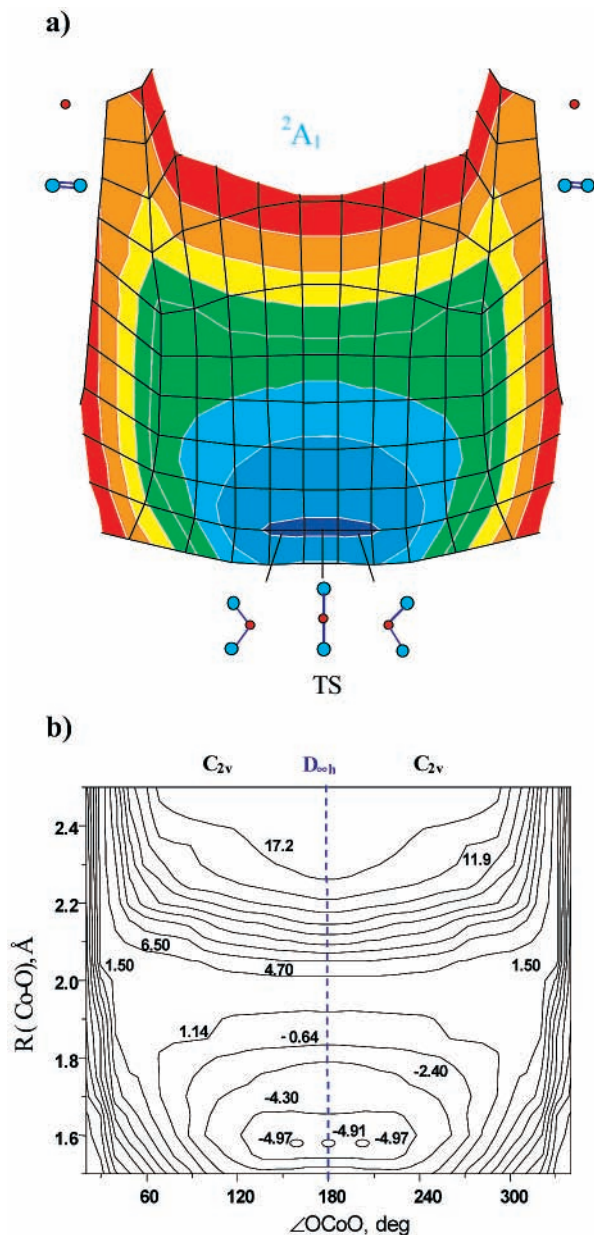 a)
²A₁
TS
b)
C₂ᵥ D∞ₕ C₂ᵥ
2.4
17.2
11.9
2.2
6.50
1.50
2.0
4.70
1.50
1.14
- 0.64
1.8
-2.40
-4.30
-4.97
-4.91
-4.97
1.6
R ( Co-O), Å
60 120 180 240 300
∠OCoO, deg